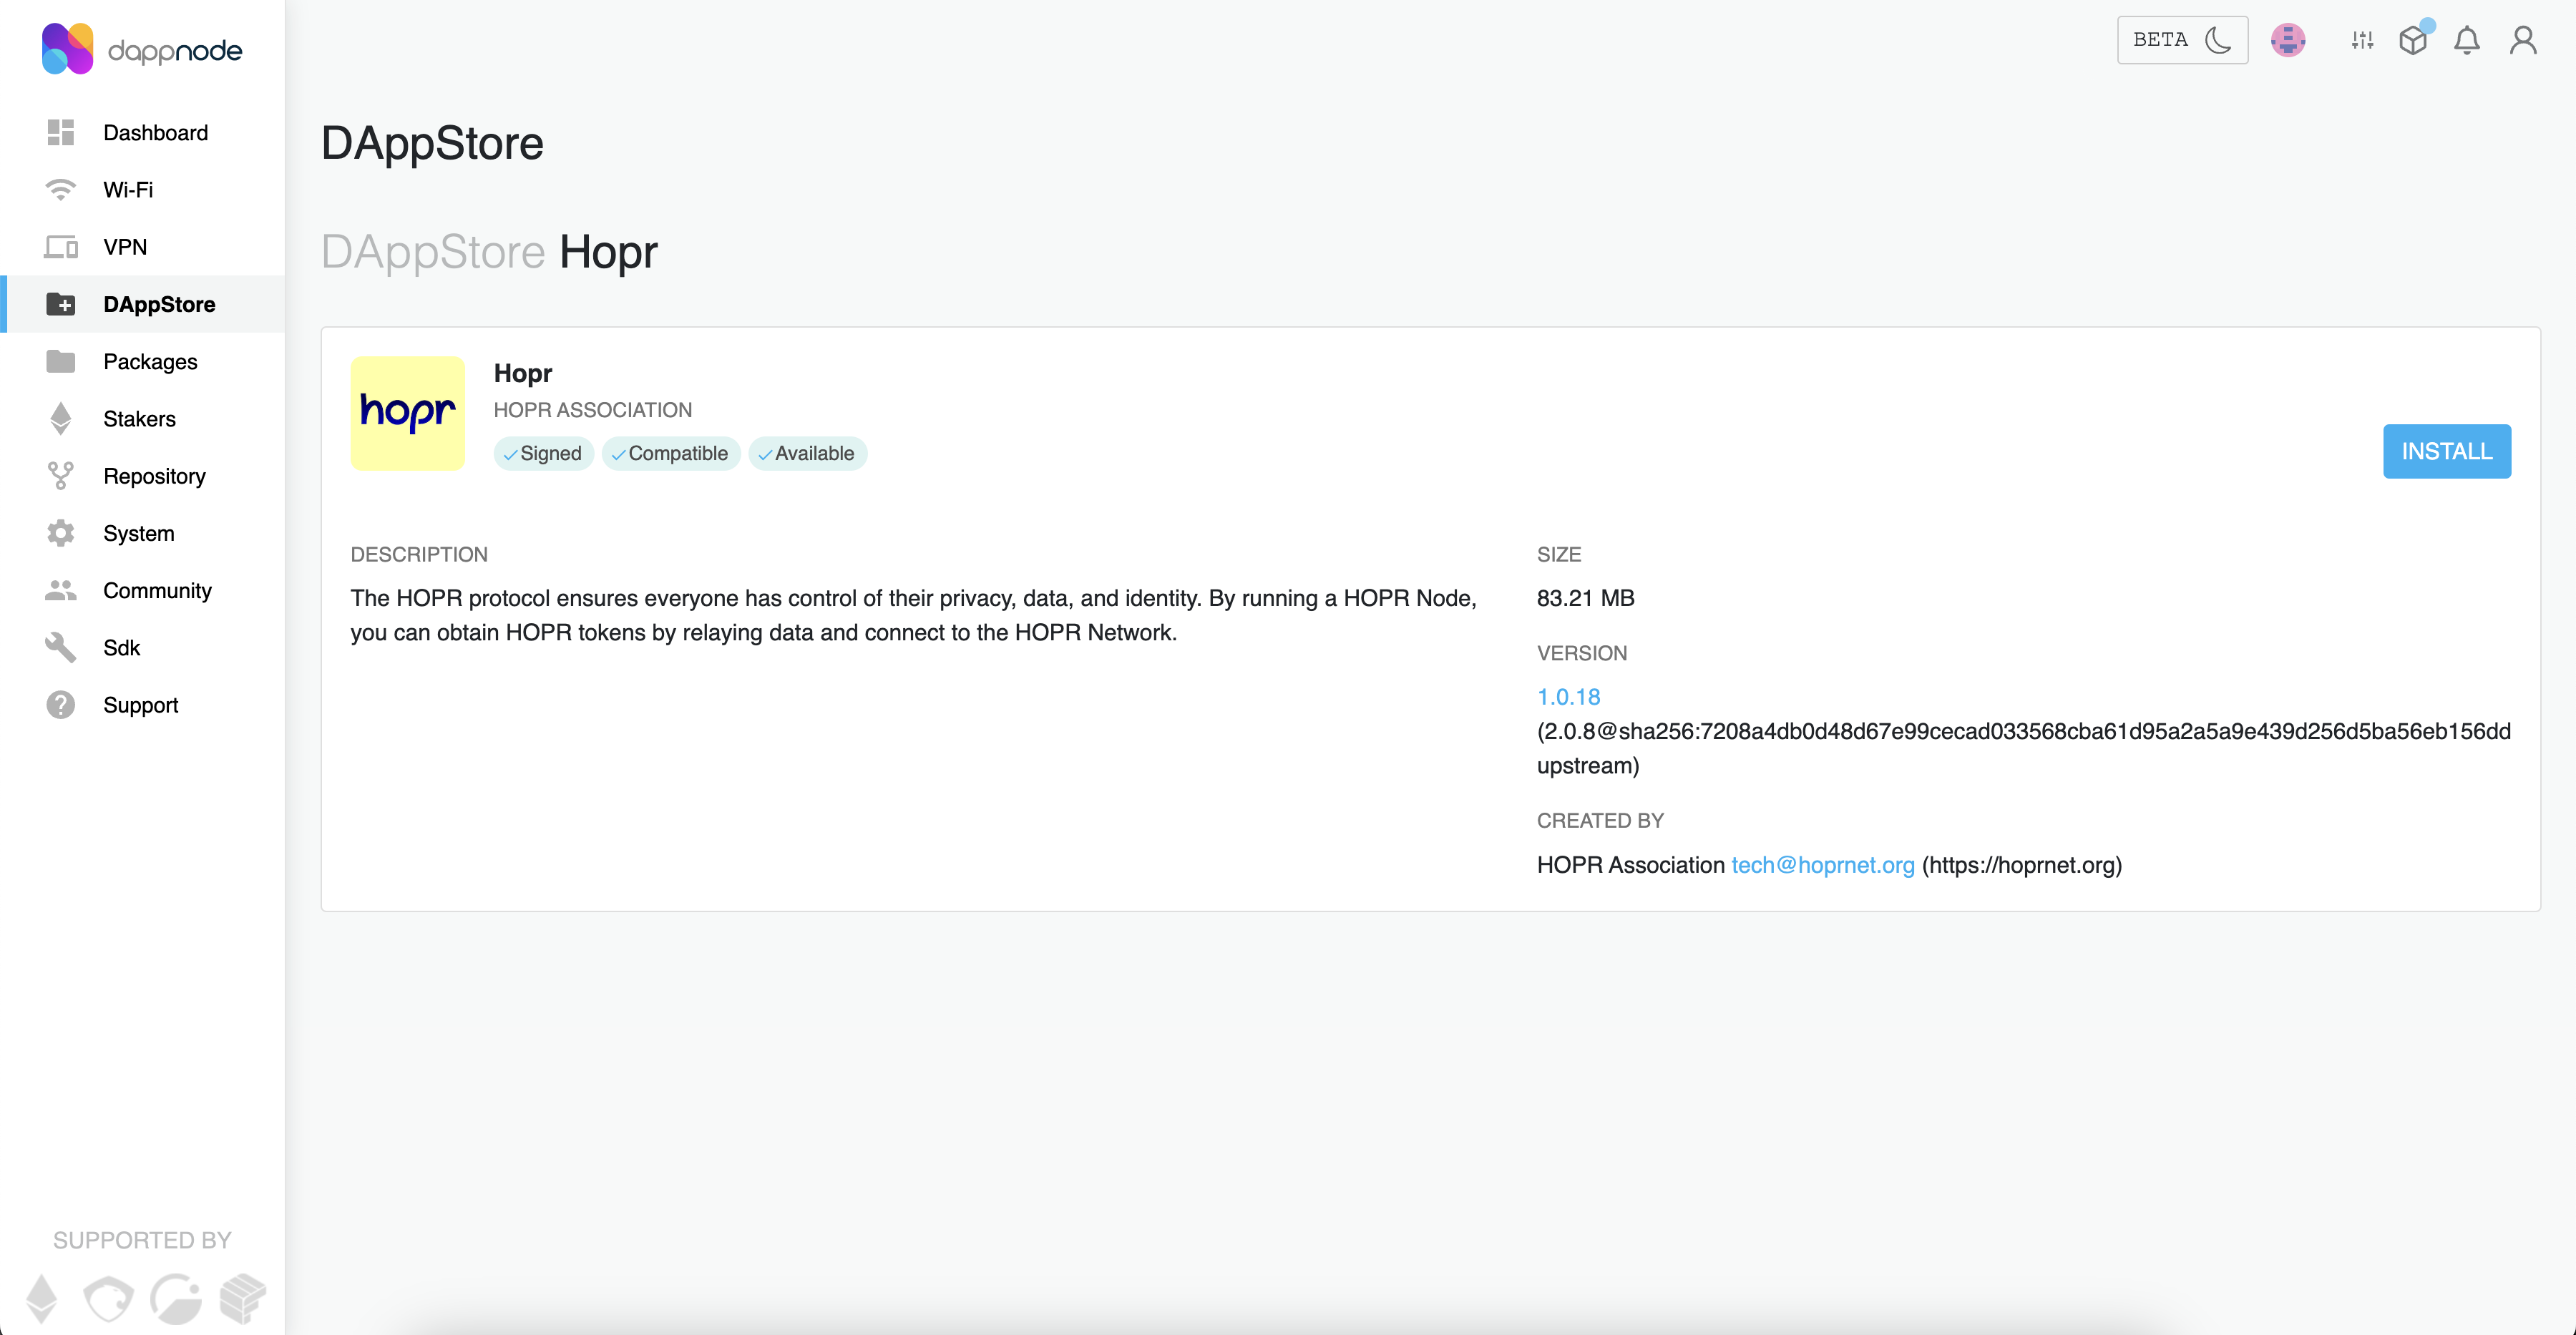 dappnode
BETA
Dashboard
Wi-Fi
VPN
DAppStore
Packages
Stakers
Repository
System
Community
Sdk
Support
SUPPORTED BY
DAppStore
DAppStore Hopr
hopr
Hopr
HOPR ASSOCIATION
Signed Compatible Available
INSTALL
DESCRIPTION
The HOPR protocol ensures everyone has control of their privacy, data, and identity. By running a HOPR Node,
you can obtain HOPR tokens by relaying data and connect to the HOPR Network.
SIZE
83.21 MB
VERSION
1.0.18
(2.0.8@sha256:7208a4db0d48d67e99cecad033568cba61d95a2a5a9e439d256d5ba56eb156dd
upstream)
CREATED BY
HOPR Association tech@hoprnet.org (https://hoprnet.org)